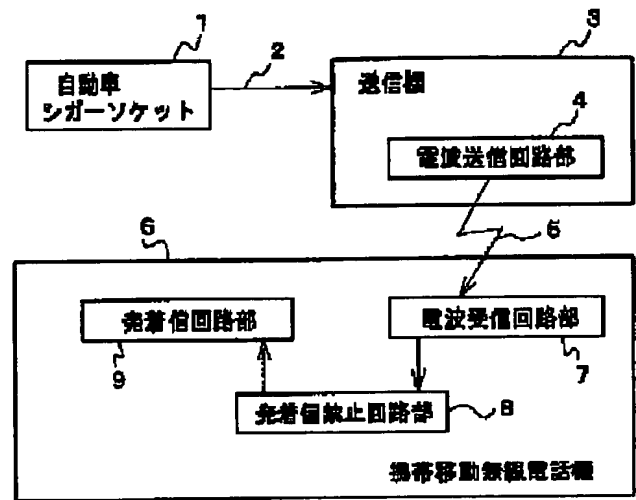 1
2
3
自動車
シガーソケット
送信機
4
電波送信回路部
5
6
発着信回路部
9
電波受信回路部
7
発着信禁止回路部
8
携帯移動無線電話機